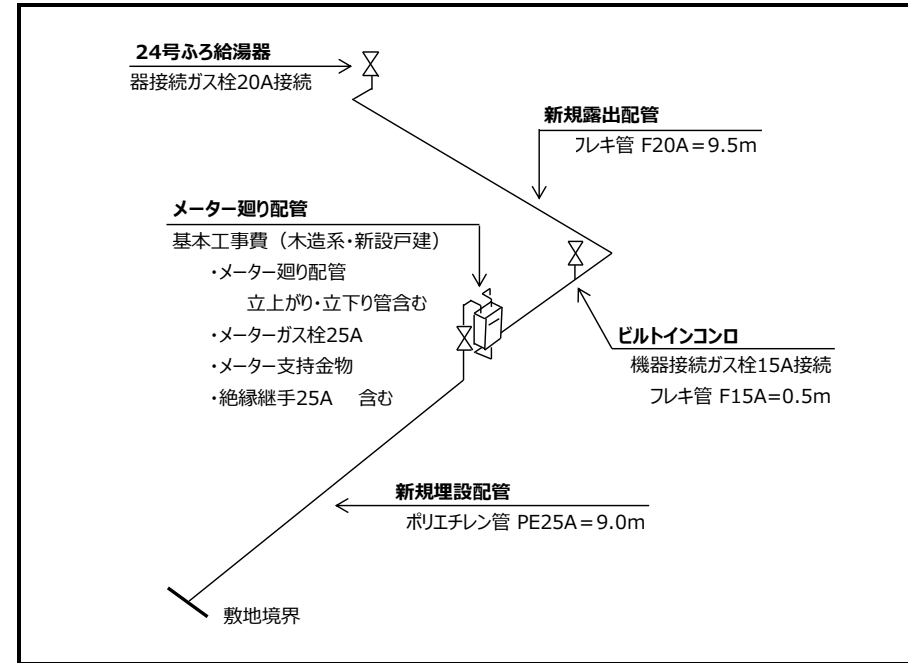 24号ふろ給湯器
器接続ガス栓20A接続
新規露出配管
フレキ管 F20A=9.5m
メーター廻り配管
基本工事費（木造系・新設戸建）
・メーター廻り配管
立上がり・立下り管含む
・メーターガス栓25A
・メーター支持金物
・絶縁継手25A　含む
ビルトインコンロ
機器接続ガス栓15A接続
フレキ管 F15A=0.5m
新規埋設配管
ポリエチレン管 PE25A=9.0m
敷地境界